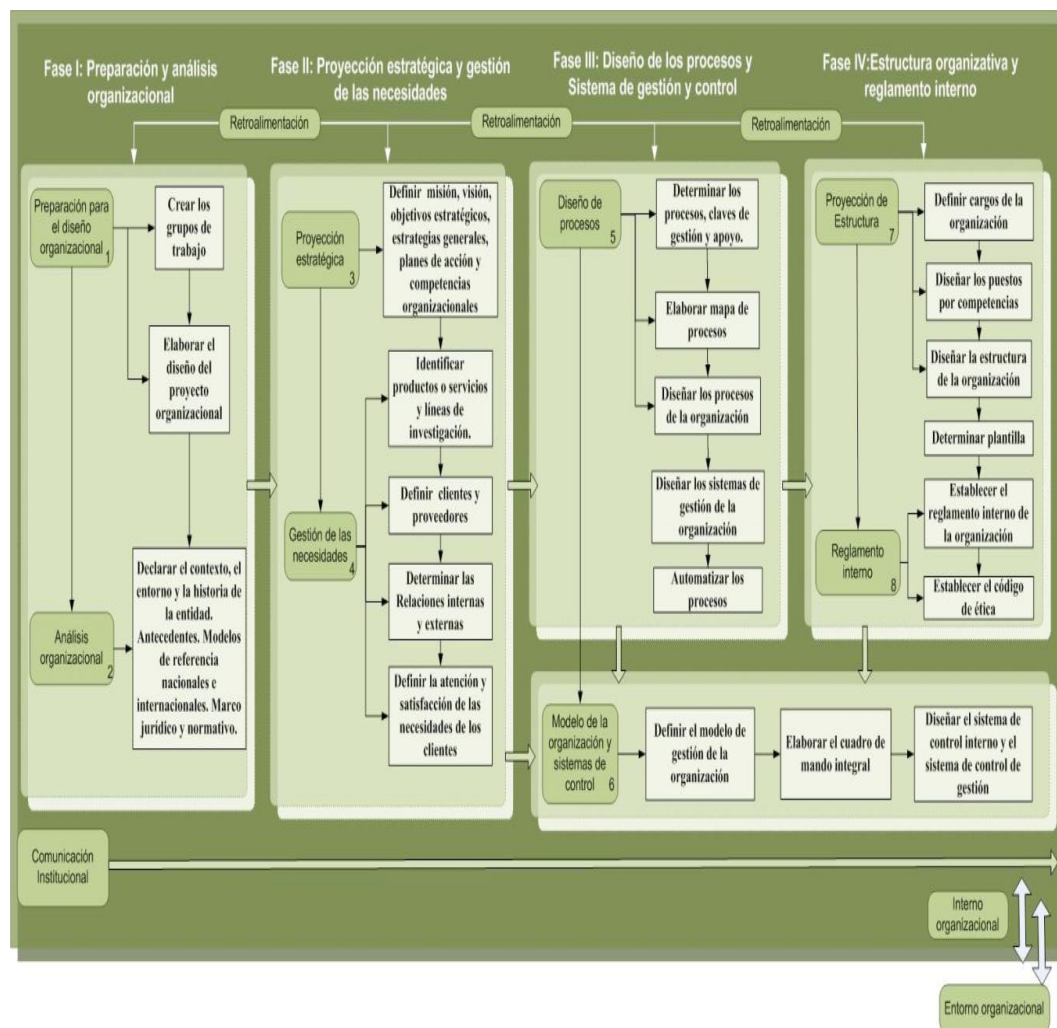 Fase I: Preparación y análisis
organizacional
Fase II: Proyección estratégica y gestión
de las necesidades
Fase III: Diseño de los procesos y
Sistema de gestión y control
Fase IV:Estructura organizativa y
reglamento interno
Retroalimentación
Retroalimentación
Retroalimentación
Preparación para
el diseño
organizacional
1
Crear los
grupos de
trabajo
Elaborar el
diseño del
proyecto
organizacional
Análisis
organizacional
2
Declarar el contexto, el
entorno y la historia de
la entidad.
Antecedentes. Modelos
de referencia
nacionales e
internacionales. Marco
jurídico y normativo.
Proyección
estratégica
3
Definir misión, visión,
objetivos estratégicos,
estrategias generales,
planes de acción y
competencias
organizacionales
Identificar
productos o servicios
y líneas de
investigación.
Definir clientes y
proveedores
Gestión de las
necesidades
4
Determinar las
Relaciones internas
y externas
Definir la atención y
satisfacción de las
necesidades de los
clientes
Diseño de
procesos
5
Determinar los
procesos, claves de
gestión y apoyo.
Elaborar mapa de
procesos
Diseñar los procesos
de la organización
Diseñar los sistemas de
gestión de la
organización
Automatizar los
procesos
Proyección de
Estructura
7
Definir cargos de la
organización
Diseñar los puestos
por competencias
Diseñar la estructura
de la organización
Determinar plantilla
Establecer el
reglamento interno de
la organización
Reglamento
interno
8
Establecer el código
de ética
Modelo de la
organización y
sistemas de
control
6
Definir el modelo de
gestión de la
organización
Elaborar el cuadro de
mando integral
Diseñar el sistema de
control interno y el
sistema de control de
gestión
Comunicación
Institucional
Interno
organizacional
Entorno organizacional